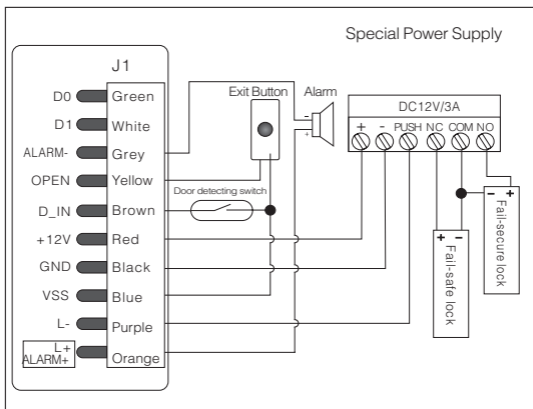 Special Power Supply
J1
Exit Button Alarm
DC12V/3A
D0 Green
D1 White
ALARM- Grey
OPEN Yellow
Door detecting switch
D_IN Brown
+12V Red
GND Black
VSS Blue
L- Purple
L+
ALARM+ Orange
-
+
+ - PUSH NC COM NO
- +
Fail-secure lock
+ -
Fail-safe lock